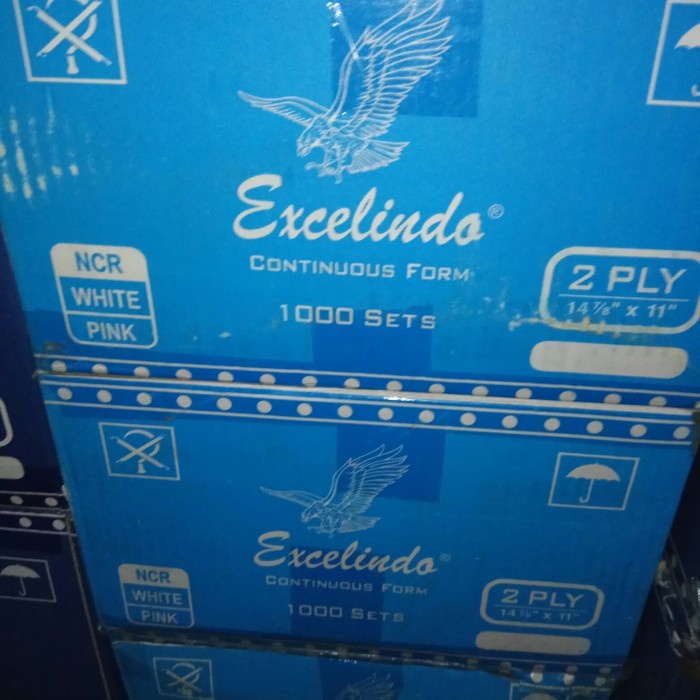 Excelindo®
CONTINUOUS FORM
1000 SETS
NCR
WHITE
PINK
2 PLY
14 7/8" x 11"
Excelindo®
CONTINUOUS FORM
1000 SETS
NCR
WHITE
PINK
2 PLY
14 7/8" x 11"